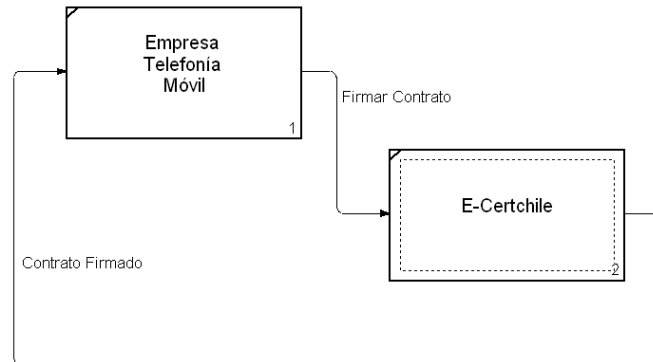 Empresa
Telefonía
Móvil
1
Firmar Contrato
E-Certchile
2
Contrato Firmado